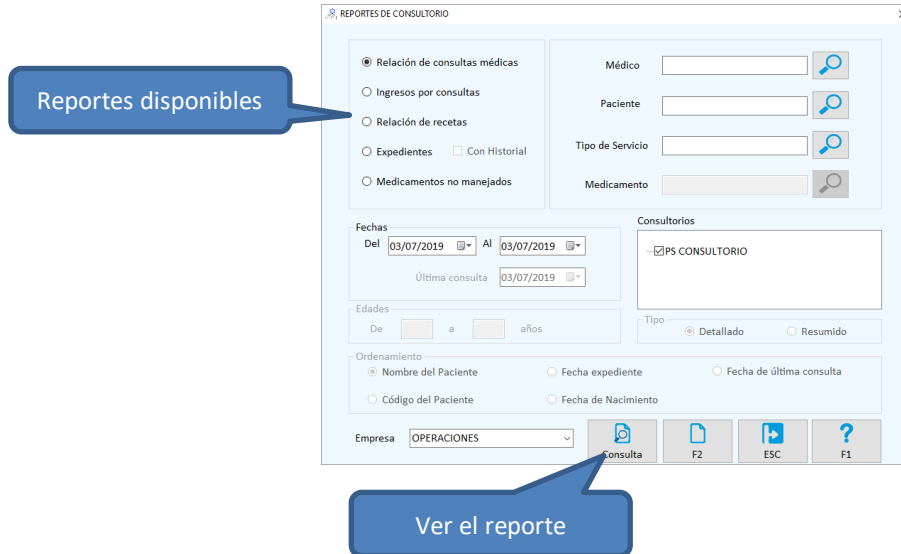 REPORTES DE CONSULTORIO
Reportes disponibles
Relación de consultas médicas
Ingresos por consultas
Relación de recetas
Expedientes Con Historial
Medicamentos no manejados
Médico
Paciente
Tipo de Servicio
Medicamento
Fechas
Del 03/07/2019 Al 03/07/2019
Última consulta 03/07/2019
Consultorios
PS CONSULTORIO
Edades
De a años
Tipo
Detallado Resumido
Ordenamiento
Nombre del Paciente Fecha expediente Fecha de última consulta
Código del Paciente Fecha de Nacimiento
Empresa OPERACIONES
Consulta F2 ESC F1
Ver el reporte